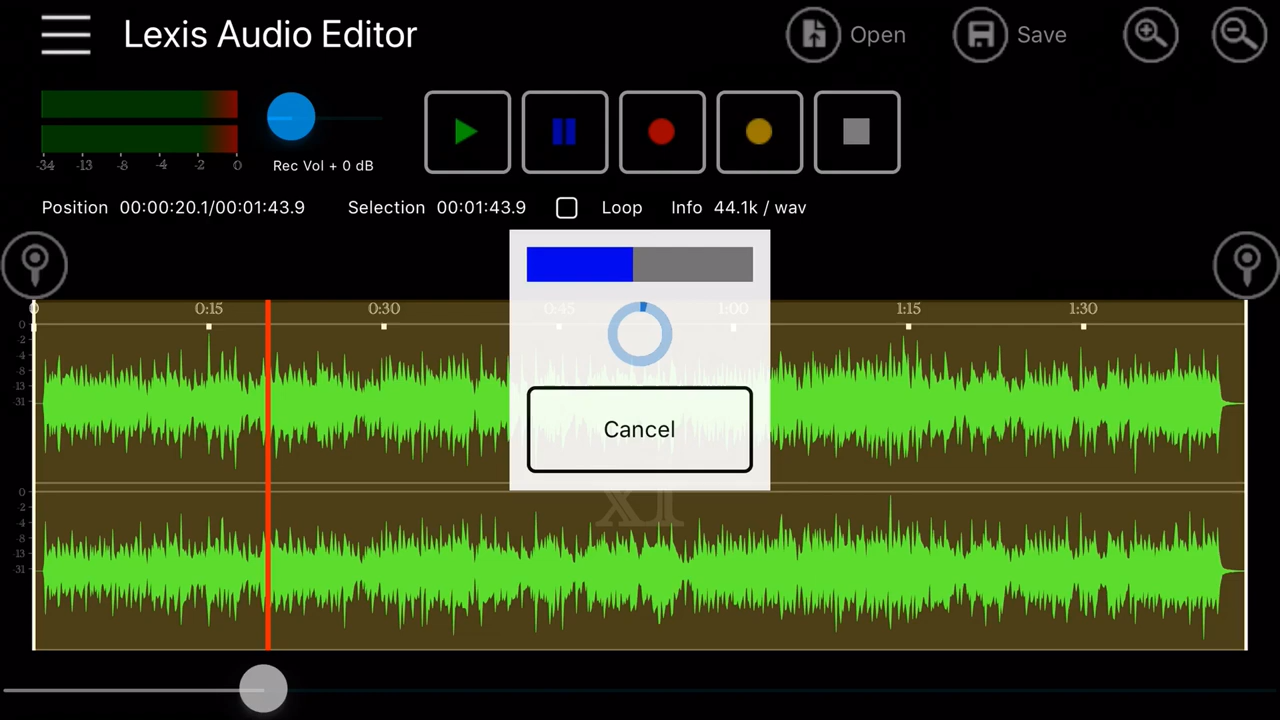 Lexis Audio Editor
Open
Save
-34 -13 -8 -4 -2 0
Rec Vol + 0 dB
Position 00:00:20.1/00:01:43.9 Selection 00:01:43.9 Loop Info 44.1k / wav
0 0:15 0:30 0:45 1:00 1:15 1:30
0
-2
-4
-8
-13
-31
Cancel
x1
0
-2
-4
-8
-13
-31